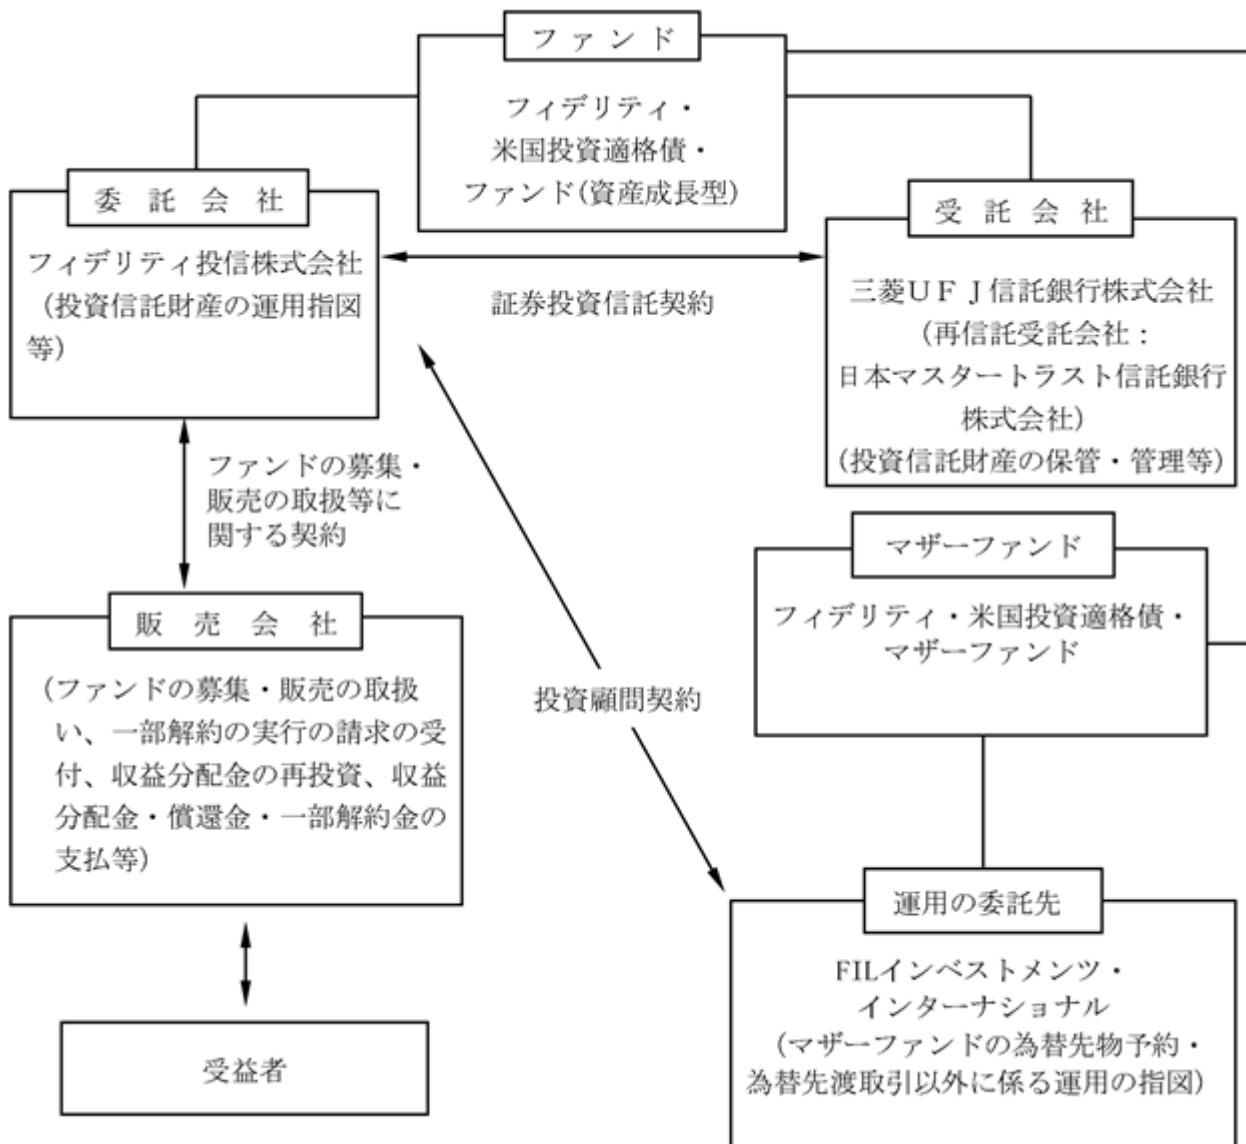 ファンド
フィデリティ・
米国投資適格債・
ファンド(資産成長型)
委託会社
フィデリティ投信株式会社
(投資信託財産の運用指図
等)
証券投資信託契約
受託会社
三菱UFJ信託銀行株式会社
(再信託受託会社：
日本マスタートラスト信託銀行
株式会社)
(投資信託財産の保管・管理等)
ファンドの募集・
販売の取扱等に
関する契約
マザーファンド
フィデリティ・米国投資適格債・
マザーファンド
販売会社
(ファンドの募集・販売の取扱
い、一部解約の実行の請求の受
付、収益分配金の再投資、収益
分配金・償還金・一部解約金の
支払等)
投資顧問契約
運用の委託先
FILインベストメンツ・
インターナショナル
(マザーファンドの為替先物予約・
為替先渡取引以外に係る運用の指図)
受益者